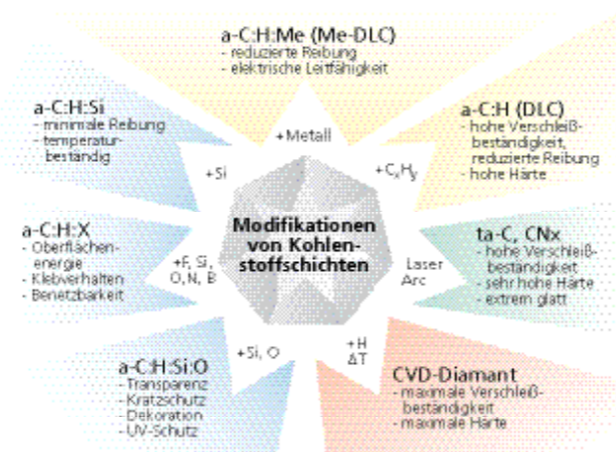 a-C:H:Me (Me-DLC)
- reduzierte Reibung
- elektrische Leitfähigkeit
+Metall
a-C:H:Si
- minimale Reibung
- temperatur-
beständig
+Si
a-C:H (DLC)
- hohe Verschleiß-
beständigkeit,
reduzierte Reibung
- hohe Härte
+CxHy
Modifikationen
von Kohlen-
stoffschichten
a-C:H:X
- Oberflächen-
energie
- Klebverhalten
- Benetzbarkeit
+F, Si,
O, N, B
ta-C, CNx
- hohe Verschleiß-
beständigkeit
- sehr hohe Härte
- extrem glatt
Laser
Arc
a-C:H:Si:O
- Transparenz
- Kratzschutz
- Dekoration
- UV-Schutz
+Si, O
CVD-Diamant
- maximale Verschleiß-
beständigkeit
- maximale Härte
+H
ΔT